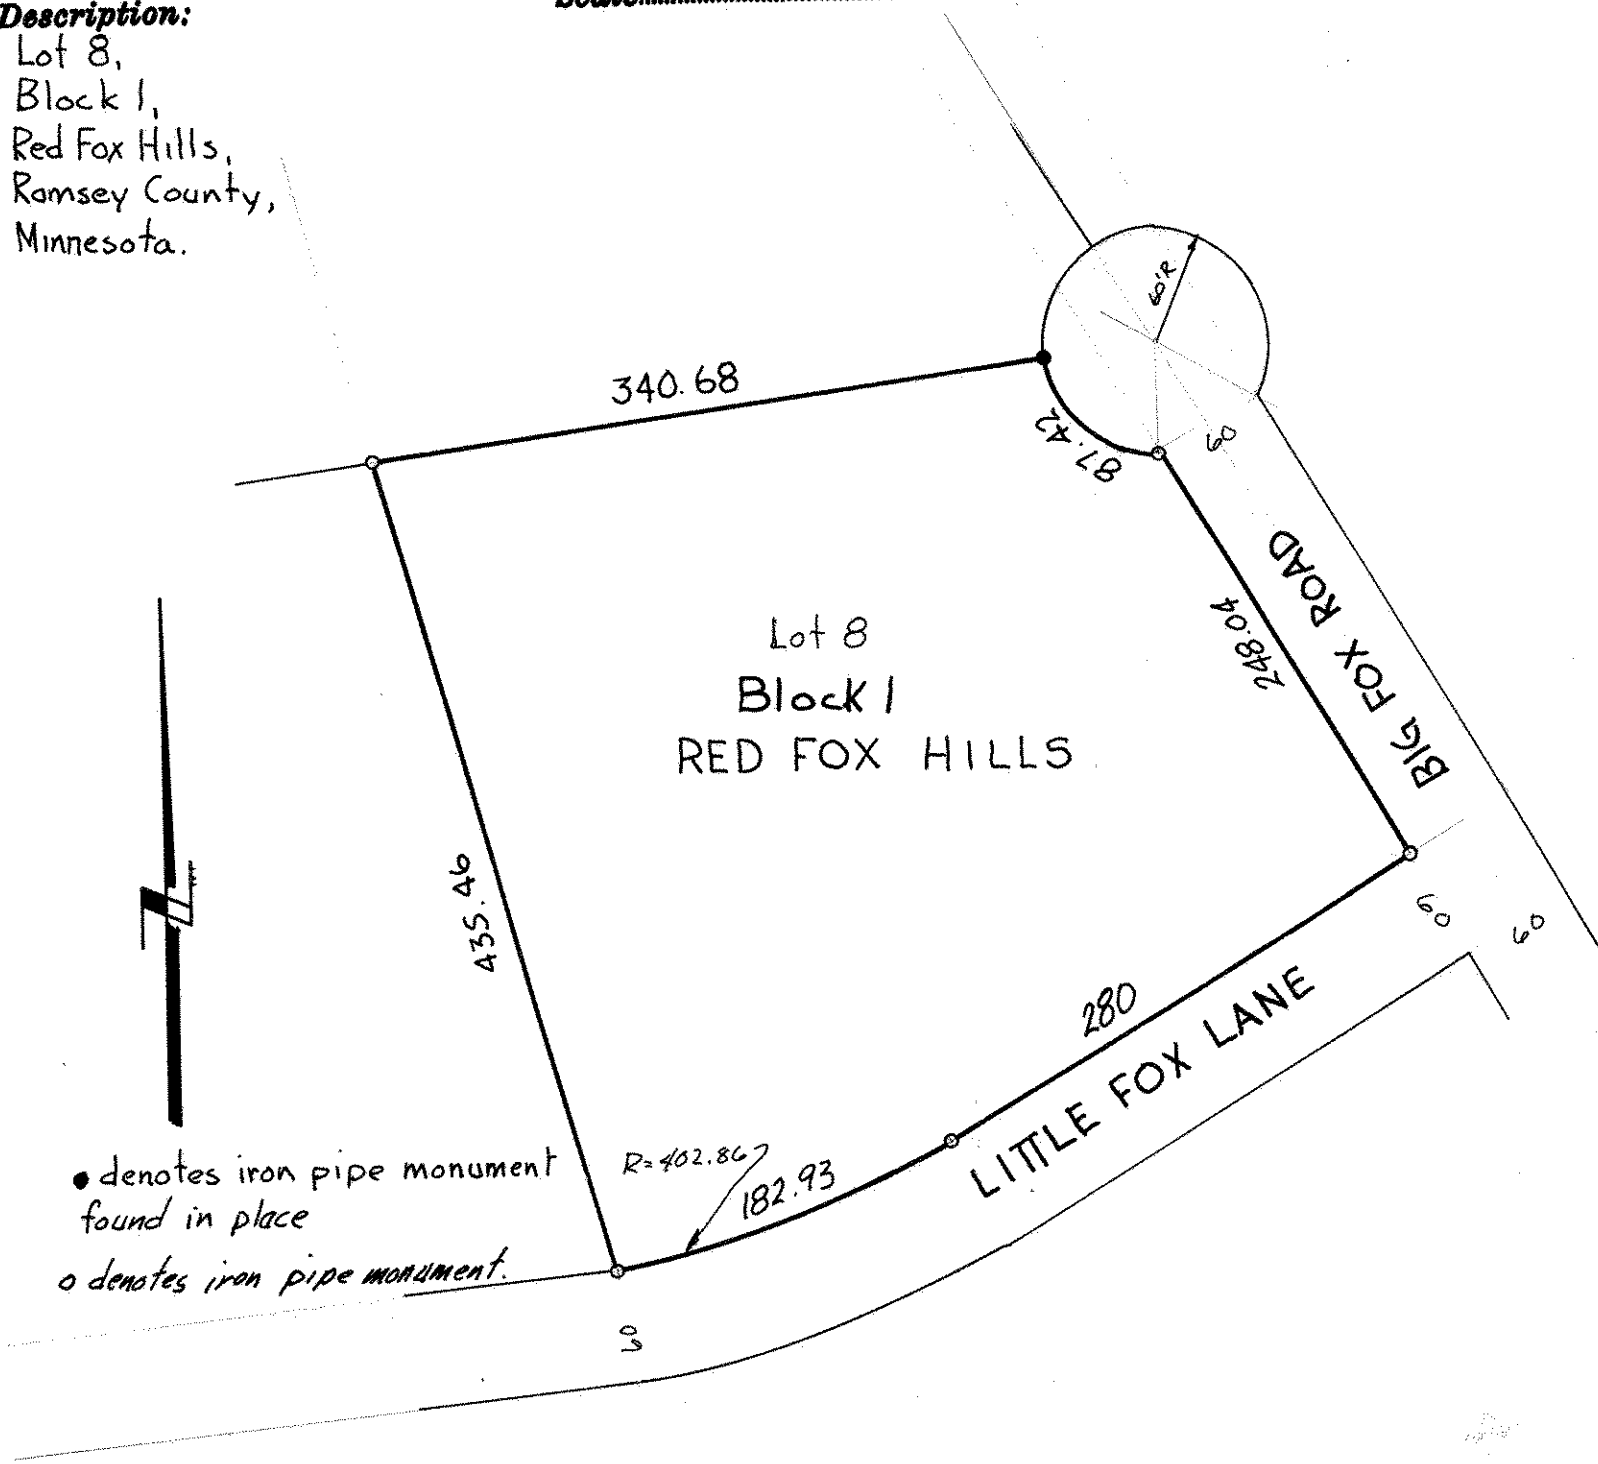 Description:
Lot 8,
Block 1,
Red Fox Hills,
Ramsey County,
Minnesota.
60'R
340.68
87.42
60
BIG FOX ROAD
248.04
Lot 8
Block 1
RED FOX HILLS
435.46
60
60
280
LITTLE FOX LANE
R=402.86
182.93
● denotes iron pipe monument
found in place
o denotes iron pipe monument.
60